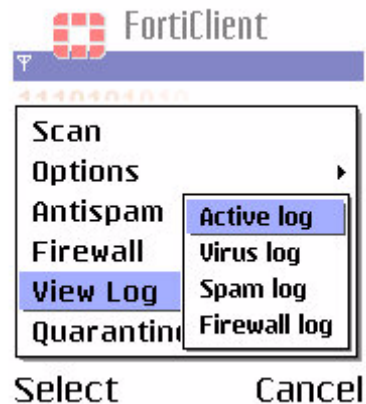 FortiClient
Scan
Options
Antispam
Firewall
View Log
Active log
Virus log
Spam log
Firewall log
Select
Cancel